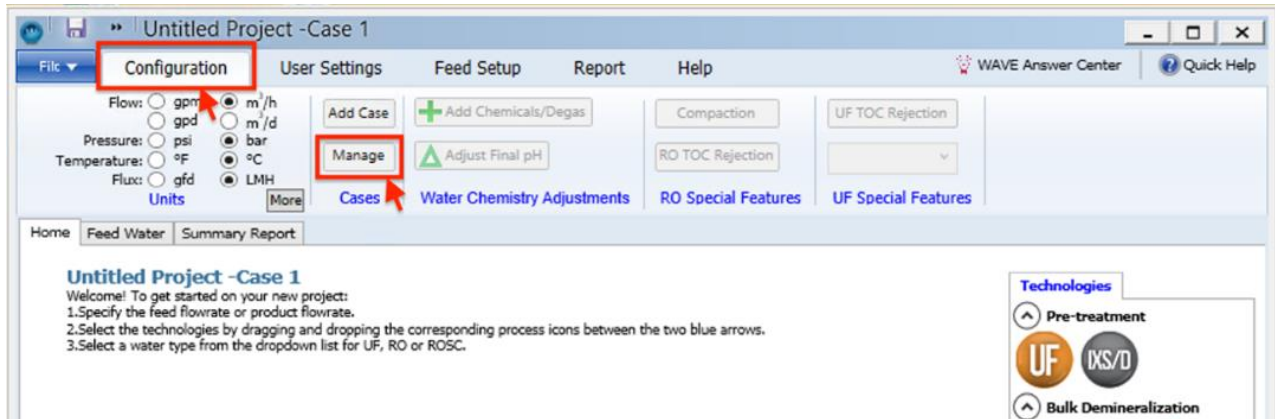 Untitled Project -Case 1
File Configuration User Settings Feed Setup Report Help WAVE Answer Center Quick Help
Flow: gpm m³/h
gpd m³/d
Pressure: psi bar
Temperature: °F °C
Flux: gfd LMH
Units More
Add Case
Manage
Cases
Add Chemicals/Degas
Adjust Final pH
Water Chemistry Adjustments
Compaction
RO TOC Rejection
RO Special Features
UF TOC Rejection
UF Special Features
Home Feed Water Summary Report
Untitled Project -Case 1
Welcome! To get started on your new project:
1.Specify the feed flowrate or product flowrate.
2.Select the technologies by dragging and dropping the corresponding process icons between the two blue arrows.
3.Select a water type from the dropdown list for UF, RO or ROSC.
Technologies
Pre-treatment
UF IXS/D
Bulk Demineralization